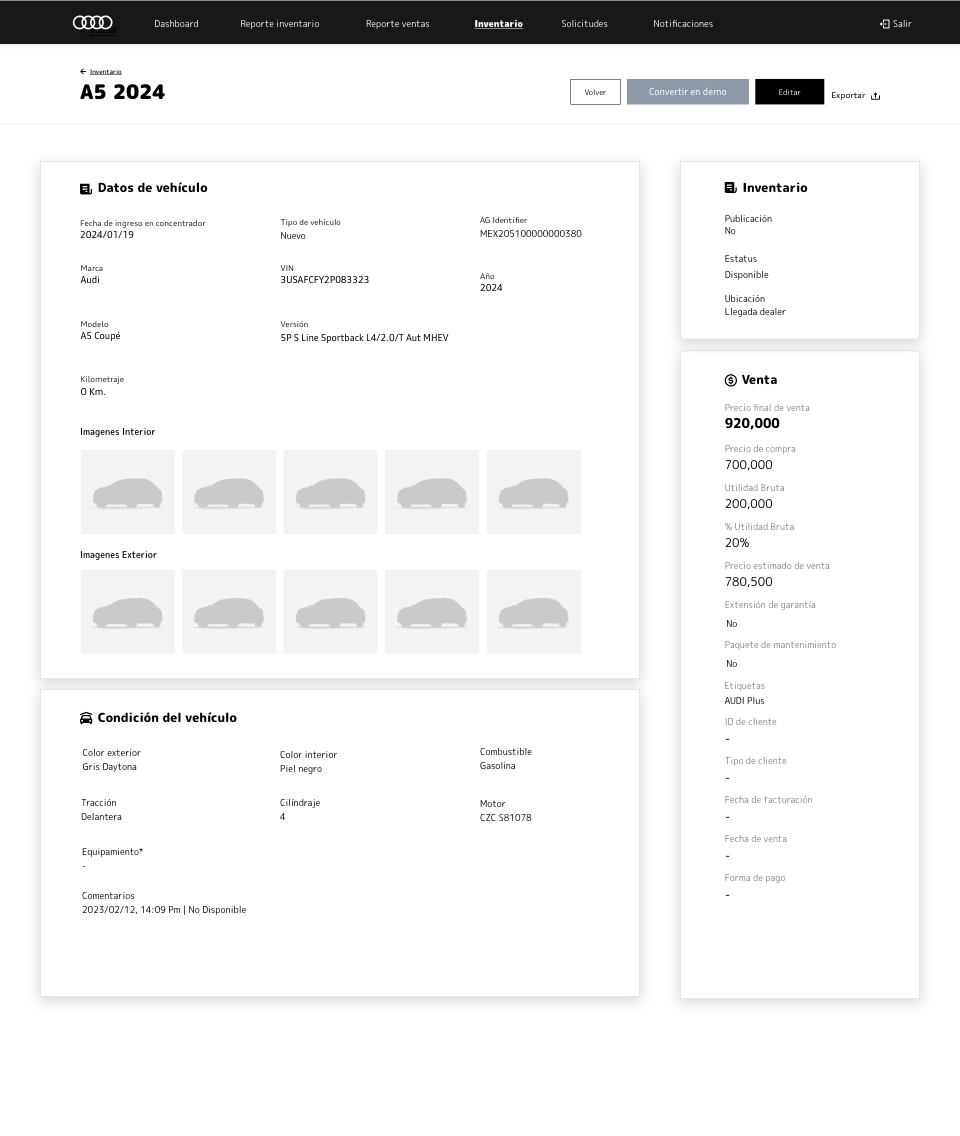 Dashboard
Reporte inventario
Reporte ventas
Inventario
Solicitudes
Notificaciones
Salir
Inventario
A5 2024
Volver
Convertir en demo
Editar
Exportar
Datos de vehículo
Fecha de ingreso en concentrador
2024/01/19
Tipo de vehículo
Nuevo
AG Identifier
MEX205100000000380
Marca
Audi
VIN
3USAFCFY2P083323
Año
2024
Modelo
A5 Coupé
Versión
5P S Line Sportback L4/2.0/T Aut MHEV
Kilometraje
0 Km.
Imagenes Interior
Imagenes Exterior
Condición del vehículo
Color exterior
Gris Daytona
Color interior
Piel negro
Combustible
Gasolina
Tracción
Delantera
Cilíndraje
4
Motor
CZC S81078
Equipamiento*
-
Comentarios
2023/02/12, 14:09 Pm | No Disponible
Inventario
Publicación
No
Estatus
Disponible
Ubicación
Llegada dealer
Venta
Precio final de venta
920,000
Precio de compra
700,000
Utilidad Bruta
200,000
% Utilidad Bruta
20%
Precio estimado de venta
780,500
Extensión de garantía
No
Paquete de mantenimiento
No
Etiquetas
AUDI Plus
ID de cliente
-
Tipo de cliente
-
Fecha de facturación
-
Fecha de venta
-
Forma de pago
-